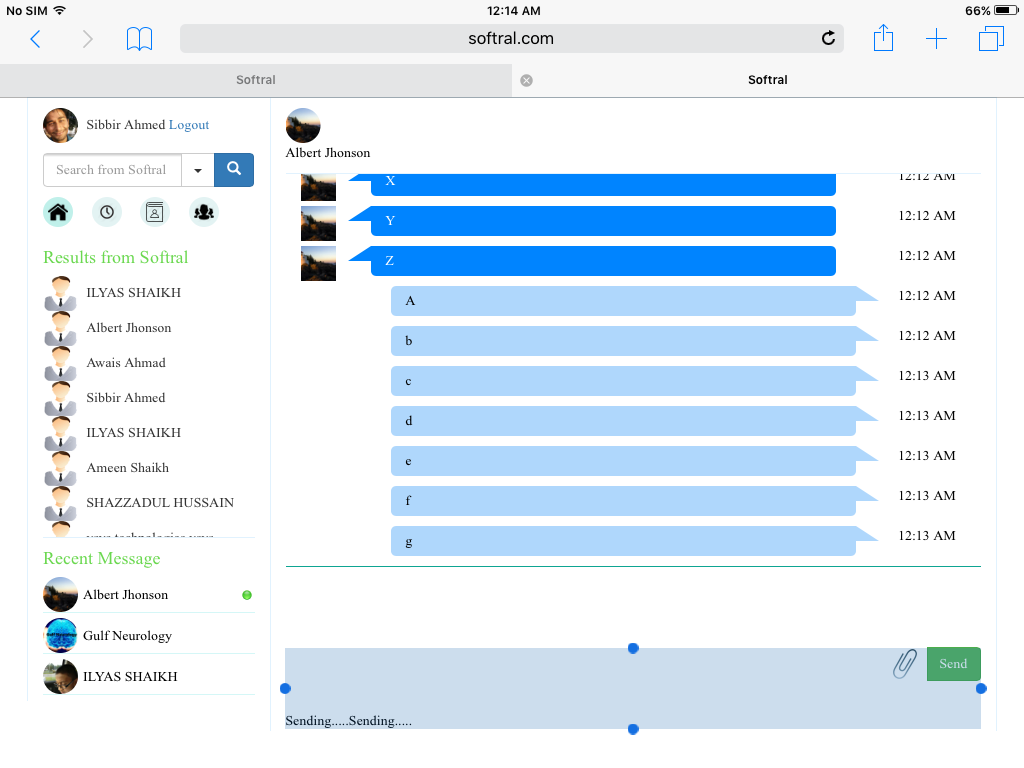 No SIM 12:14 AM 66%
softral.com
Softral Softral
Sibbir Ahmed Logout
Search from Softral
Results from Softral
ILYAS SHAIKH
Albert Jhonson
Awais Ahmad
Sibbir Ahmed
ILYAS SHAIKH
Ameen Shaikh
SHAZZADUL HUSSAIN
Recent Message
Albert Jhonson
Gulf Neurology
ILYAS SHAIKH
Albert Jhonson
X 12:12 AM
Y 12:12 AM
Z 12:12 AM
A 12:12 AM
b 12:12 AM
c 12:13 AM
d 12:13 AM
e 12:13 AM
f 12:13 AM
g 12:13 AM
Send
Sending.....Sending.....